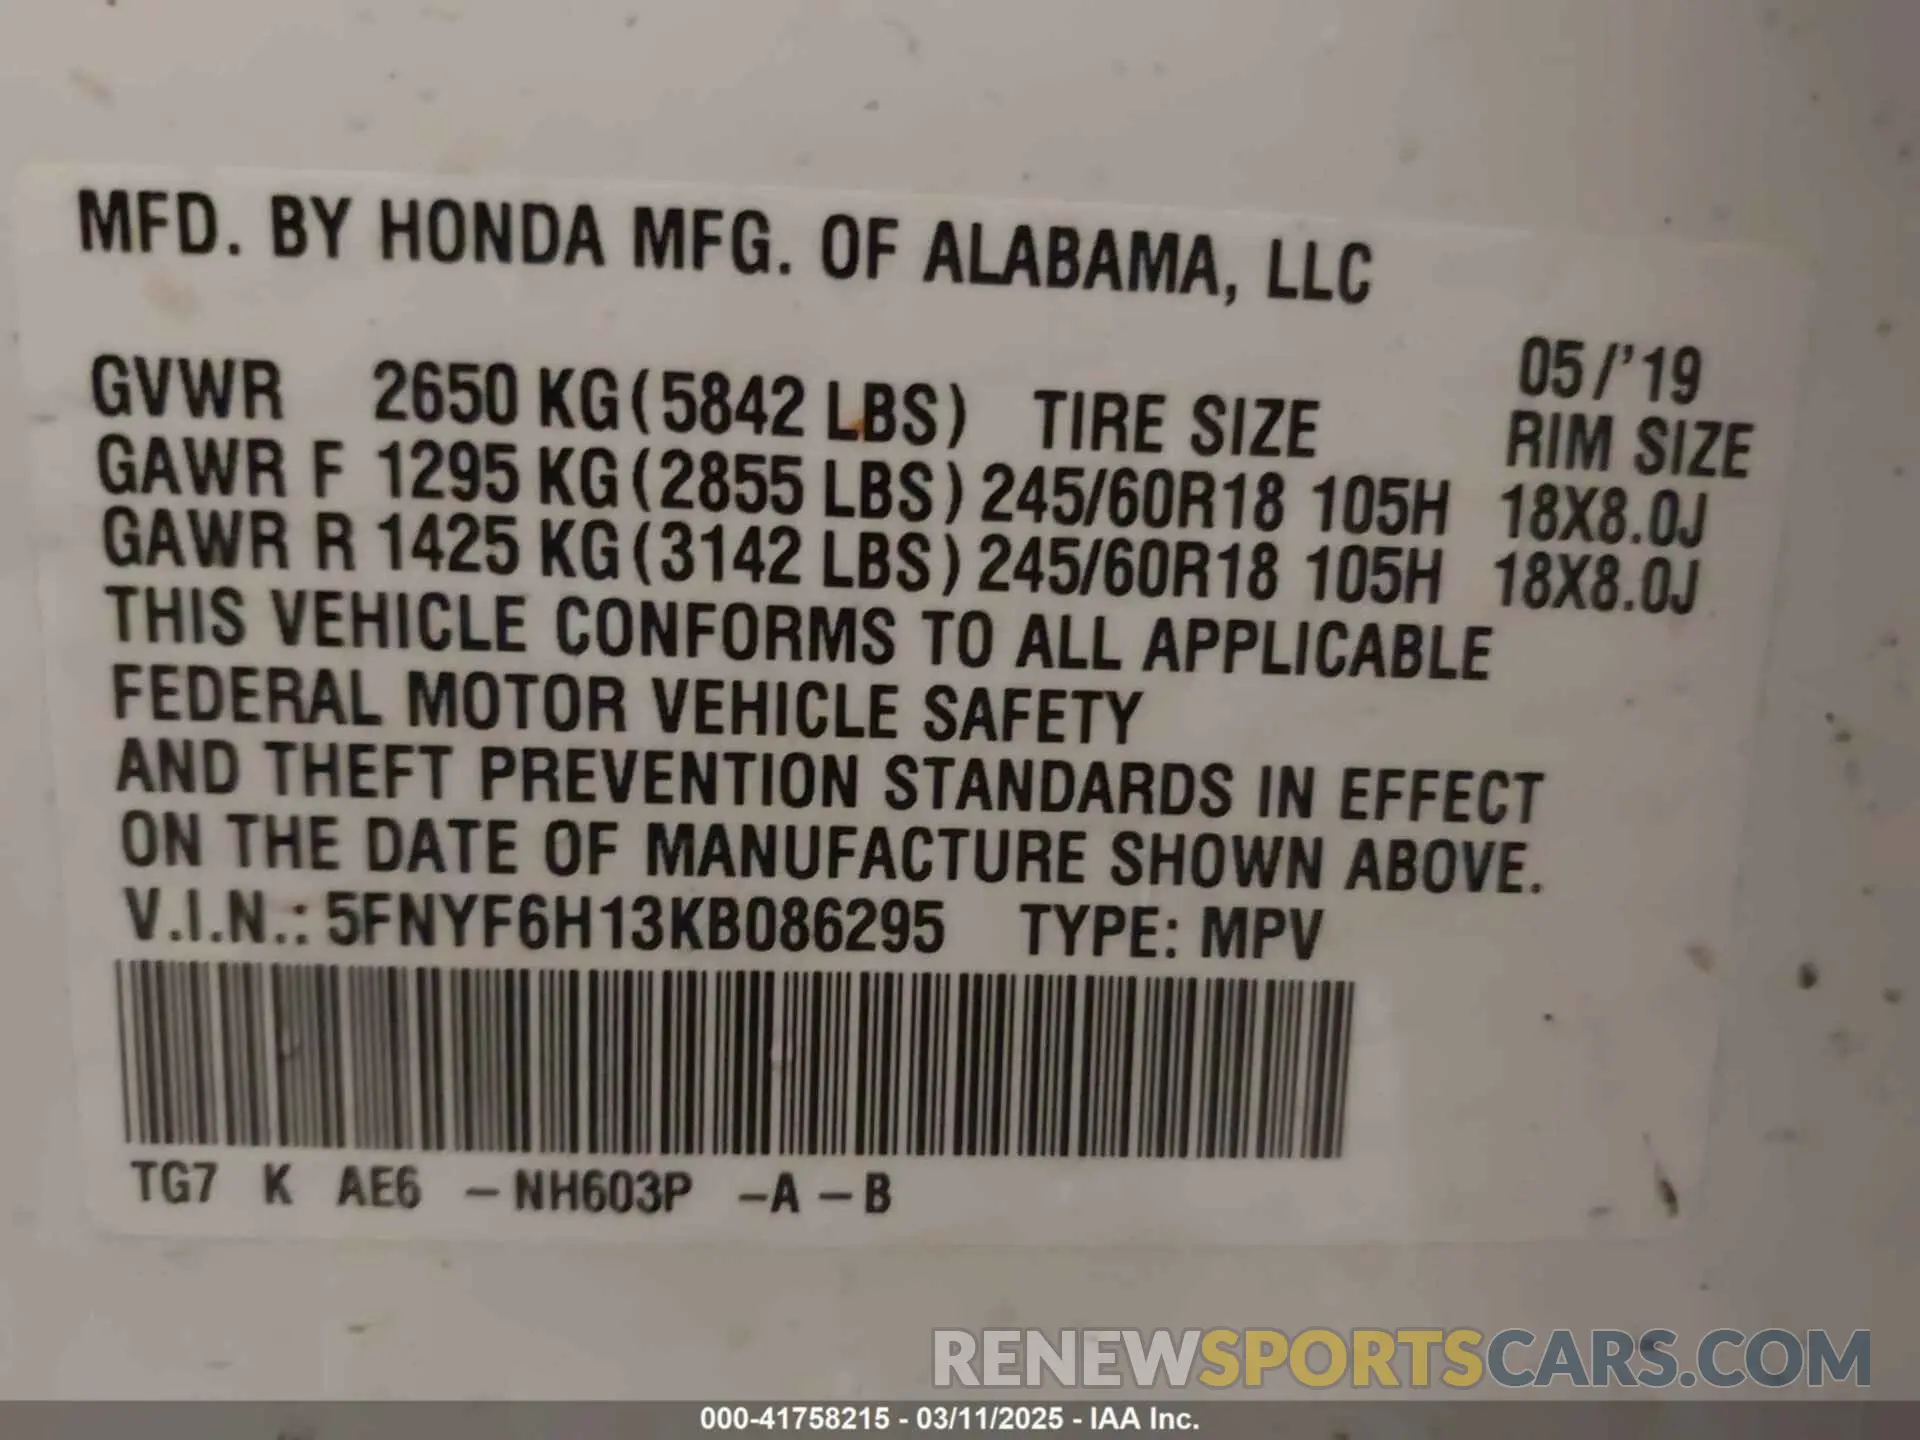 MFD. BY HONDA MFG. OF ALABAMA, LLC
05/'19
GVWR 2650 KG (5842 LBS) TIRE SIZE RIM SIZE
GAWR F 1295 KG (2855 LBS) 245/60R18 105H 18X8.0J
GAWR R 1425 KG (3142 LBS) 245/60R18 105H 18X8.0J
THIS VEHICLE CONFORMS TO ALL APPLICABLE
FEDERAL MOTOR VEHICLE SAFETY
AND THEFT PREVENTION STANDARDS IN EFFECT
ON THE DATE OF MANUFACTURE SHOWN ABOVE.
V.I.N.: 5FNYF6H13KB086295 TYPE: MPV
TG7 K AE6 – NH603P –A – B
RENEWSPORTSCARS.COM
000-41758215 - 03/11/2025 - IAA Inc.